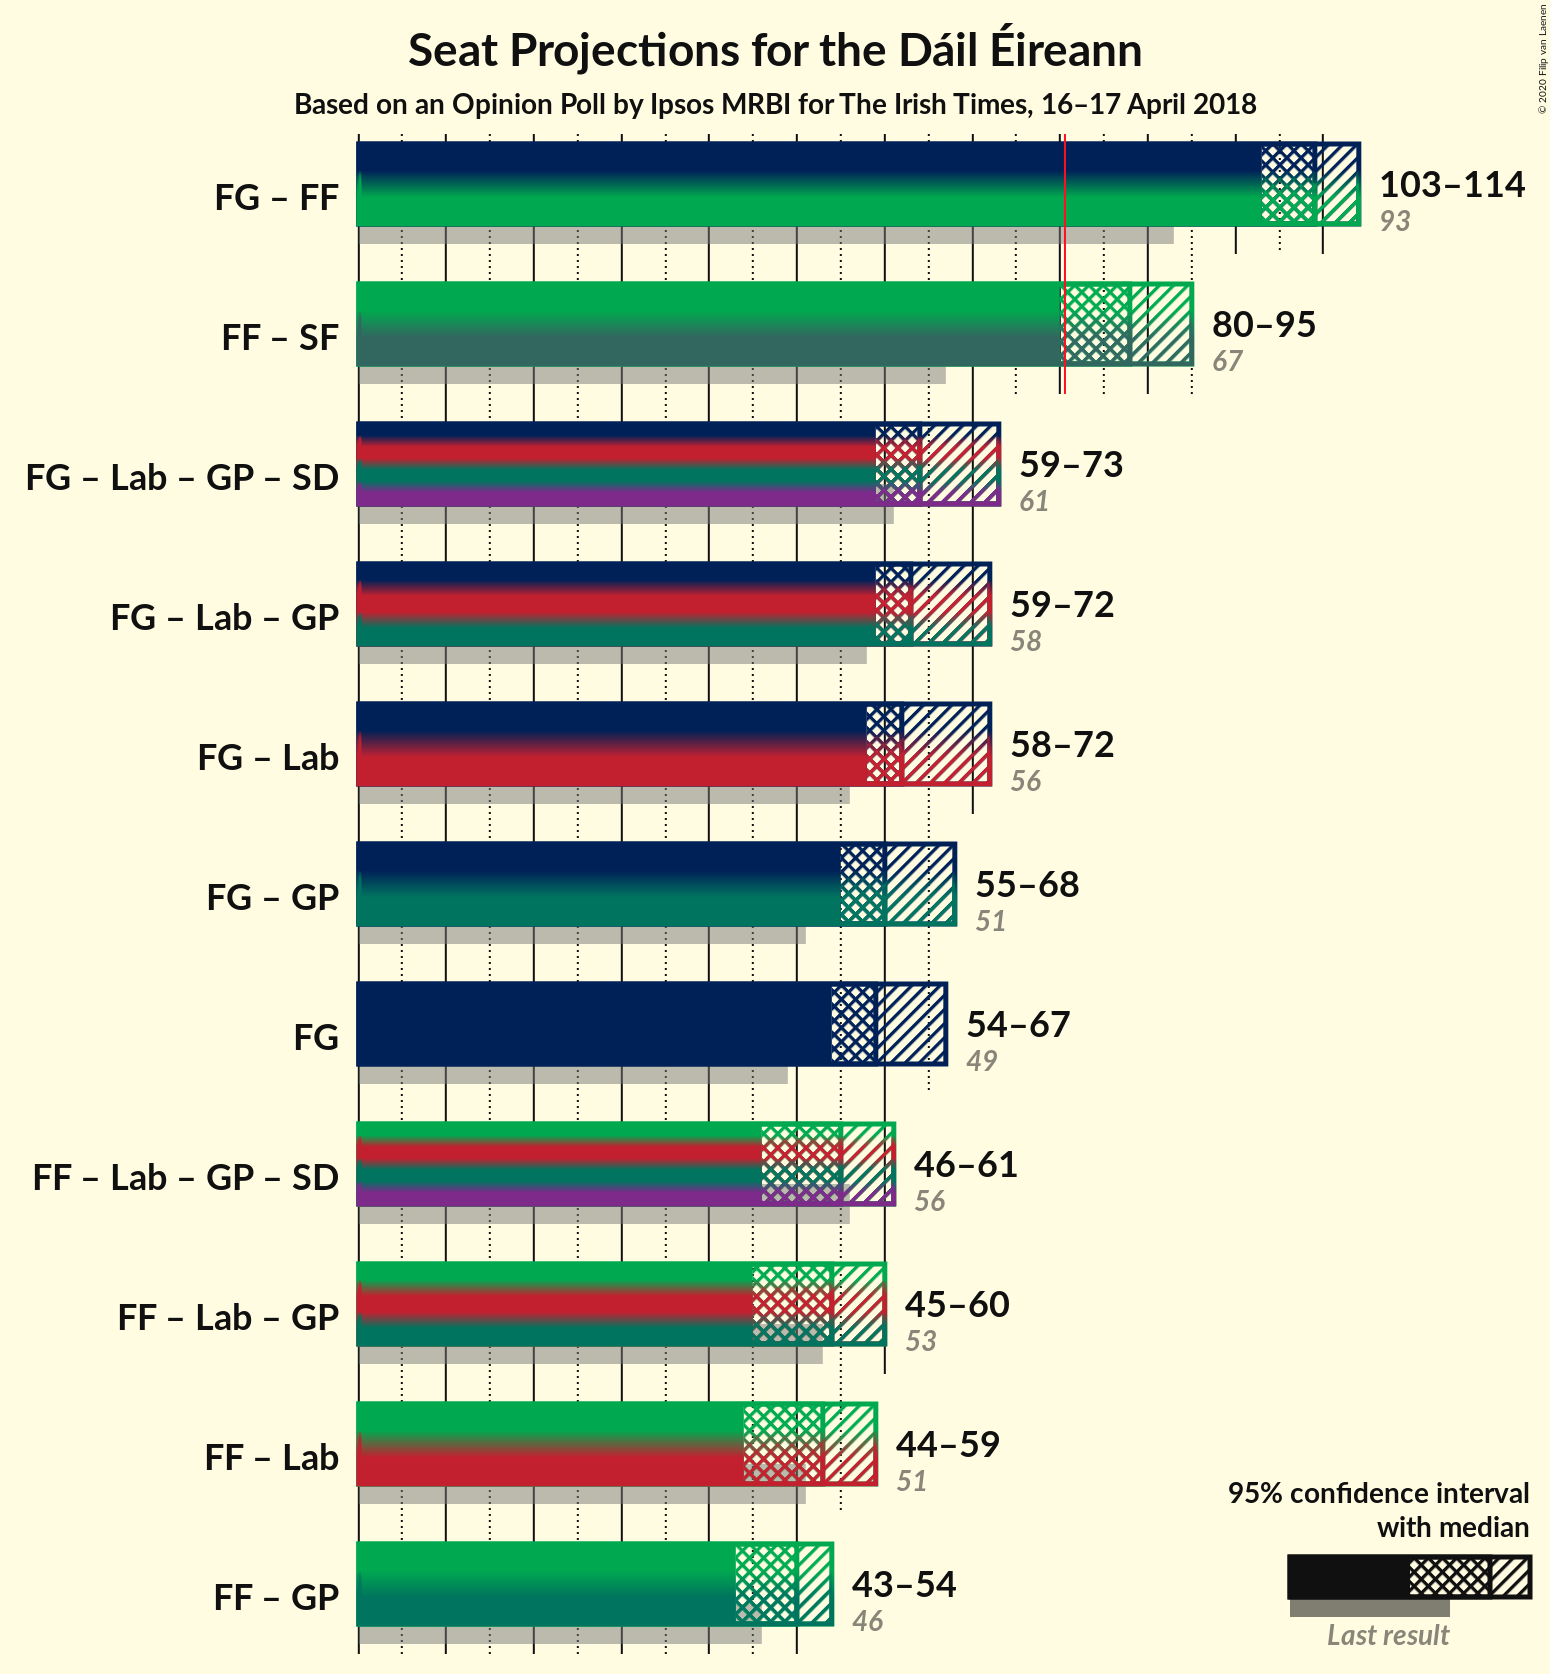 Seat Projections for the Dáil Éireann
Based on an Opinion Poll by Ipsos MRBI for The Irish Times, 16–17 April 2018
© 2020 Filip van Laenen
FG – FF
103–114
93
FF – SF
80–95
67
FG – Lab – GP – SD
59–73
61
FG – Lab – GP
59–72
58
FG – Lab
58–72
56
FG – GP
55–68
51
FG
54–67
49
FF – Lab – GP – SD
46–61
56
FF – Lab – GP
45–60
53
FF – Lab
44–59
51
FF – GP
43–54
46
95% confidence interval
with median
Last result